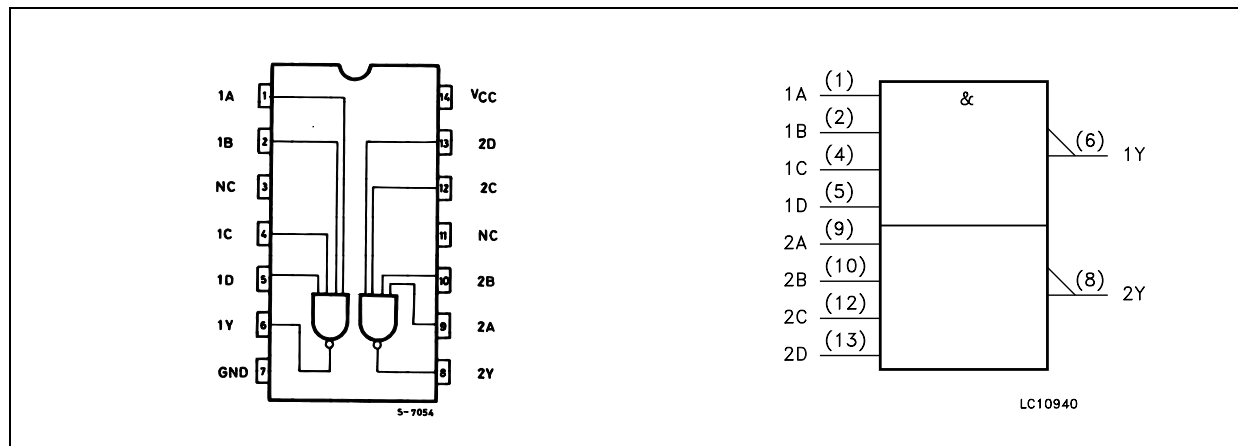 1A 1 14 VCC
1B 2 13 2D
NC 3 12 2C
1C 4 11 NC
1D 5 10 2B
1Y 6 9 2A
GND 7 8 2Y
S-7054
&
1A (1)
1B (2)
1C (4)
1D (5)
2A (9)
2B (10)
2C (12)
2D (13)
(6) 1Y
(8) 2Y
LC10940